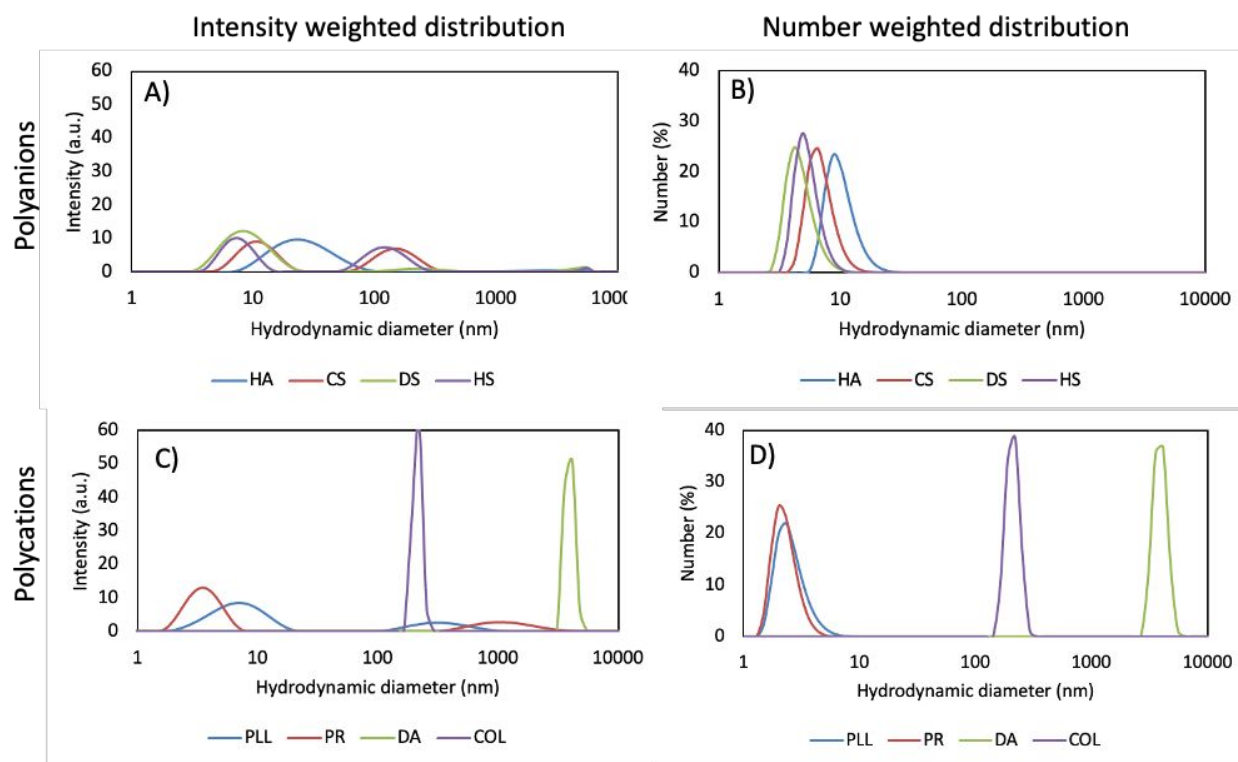 Intensity weighted distribution
Number weighted distribution
Polyanions
A)
Intensity (a.u.)
60
50
40
30
20
10
0
1 10 100 1000 1000
Hydrodynamic diameter (nm)
HA CS DS HS
B)
Number (%)
40
30
20
10
0
1 10 100 1000 10000
Hydrodynamic diameter (nm)
HA CS DS HS
Polycations
C)
Intensity (a.u.)
60
50
40
30
20
10
0
1 10 100 1000 10000
Hydrodynamic diameter (nm)
PLL PR DA COL
D)
Number (%)
40
30
20
10
0
1 10 100 1000 10000
Hydrodynamic diameter (nm)
PLL PR DA COL